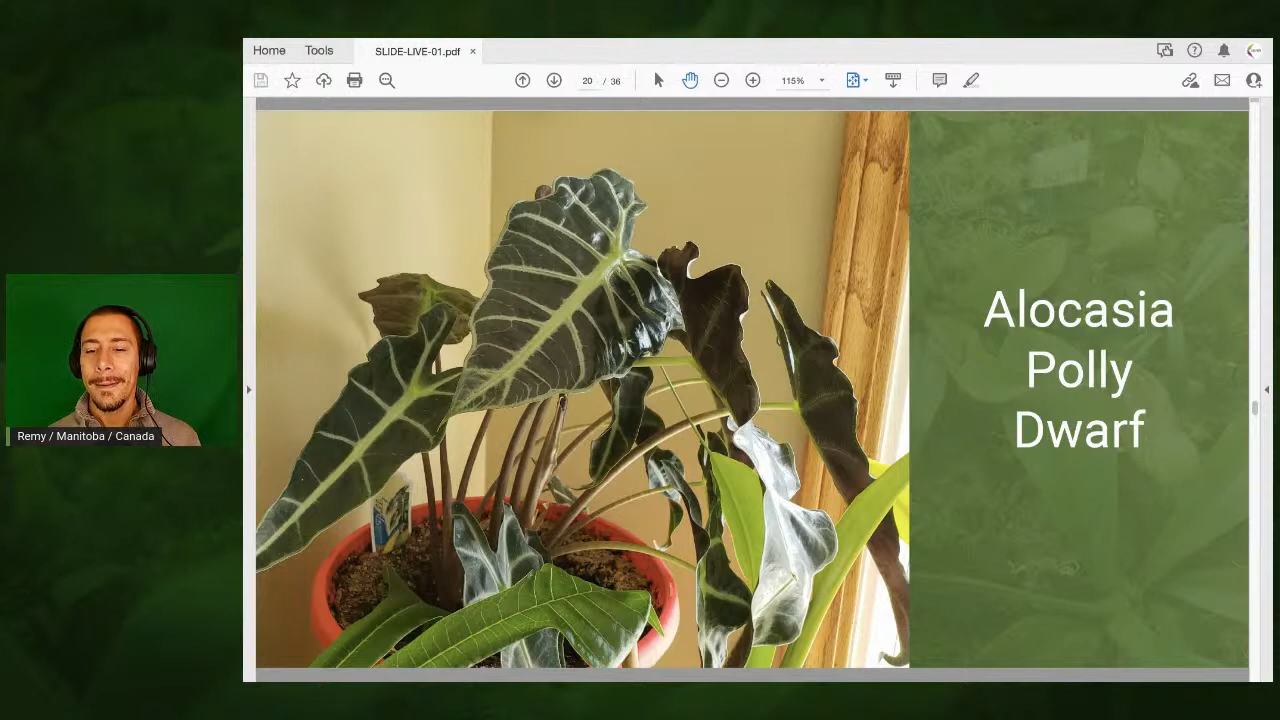 Home Tools SLIDE-LIVE-01.pdf ×
20 / 36 115%
Alocasia
Polly
Dwarf
Remy / Manitoba / Canada